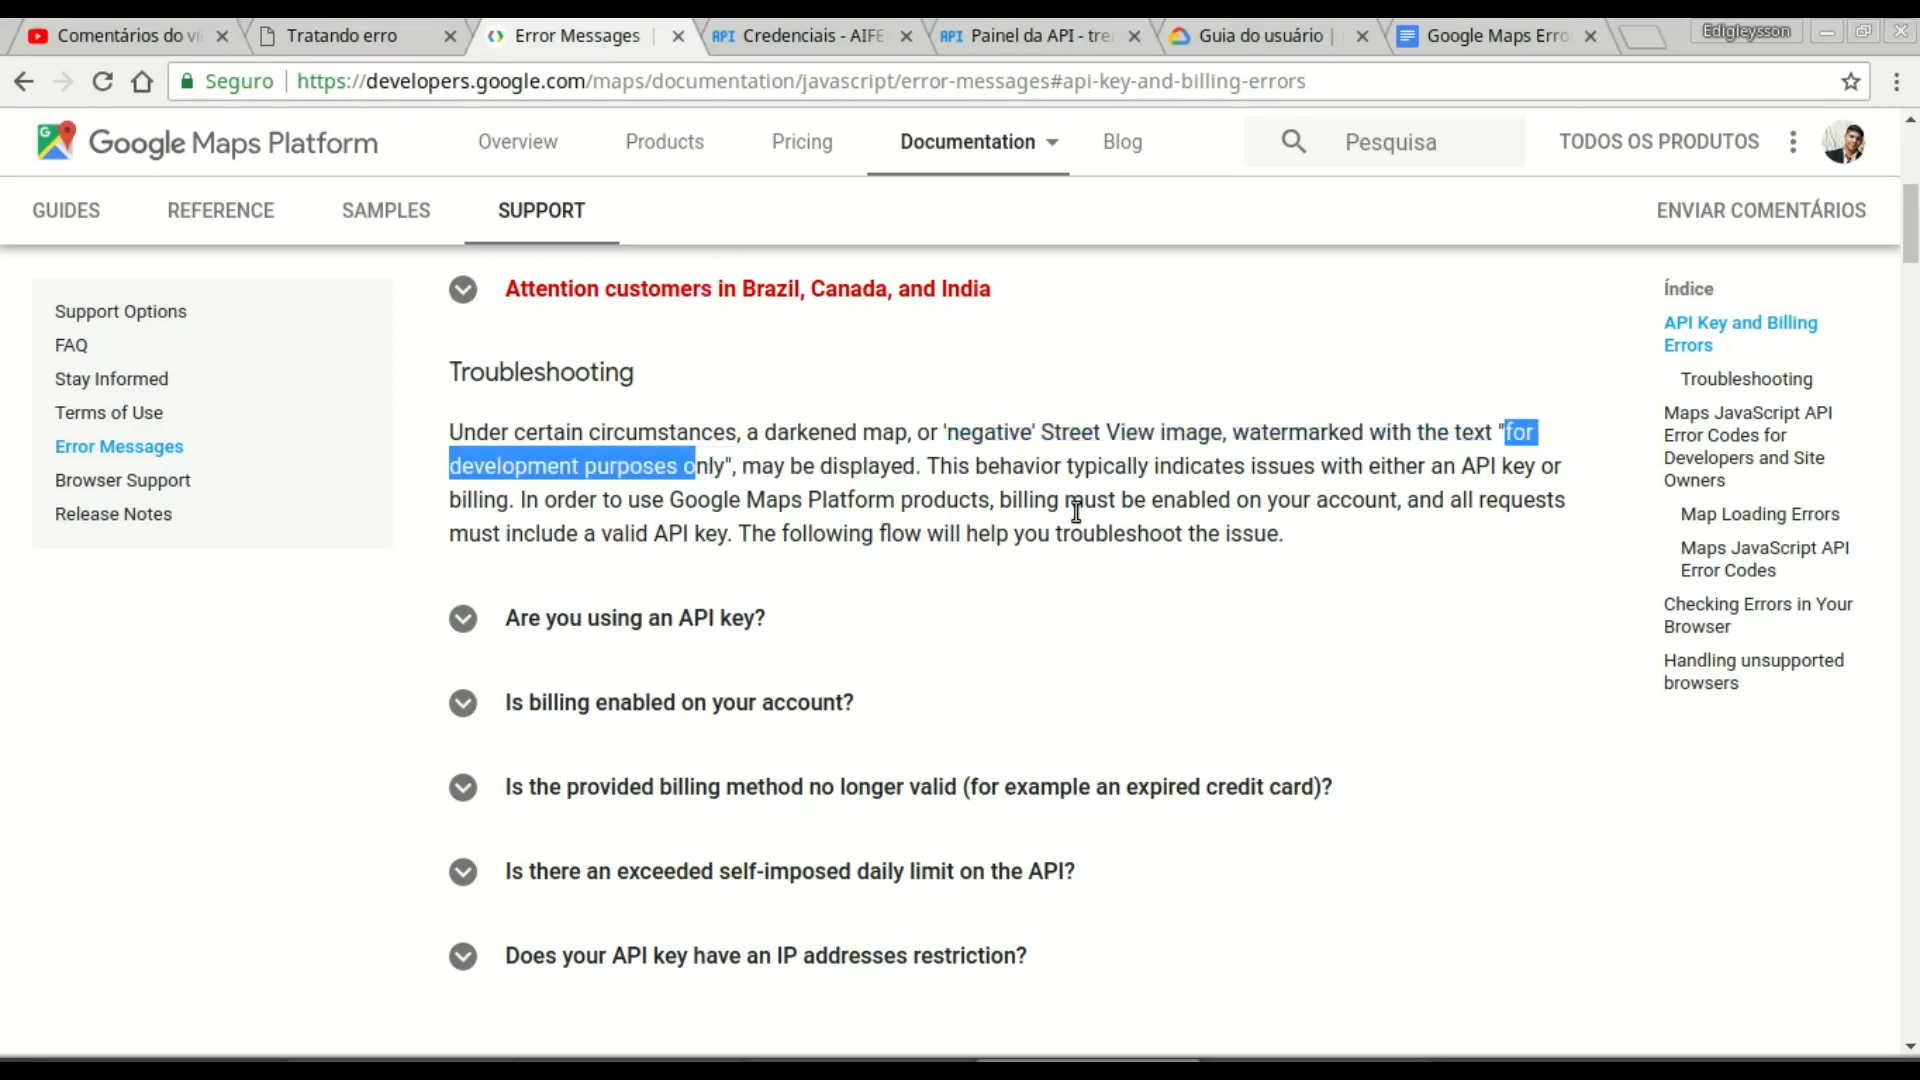 Comentários do ví
Tratando erro
Error Messages
API Credenciais - AIFE
API Painel da API - trei
Guia do usuário
Google Maps Erro
Edigleysson
Seguro
https://developers.google.com/maps/documentation/javascript/error-messages#api-key-and-billing-errors
Google Maps Platform
Overview
Products
Pricing
Documentation
Blog
Pesquisa
TODOS OS PRODUTOS
GUIDES
REFERENCE
SAMPLES
SUPPORT
ENVIAR COMENTÁRIOS
Support Options
FAQ
Stay Informed
Terms of Use
Error Messages
Browser Support
Release Notes
Attention customers in Brazil, Canada, and India
Troubleshooting
Under certain circumstances, a darkened map, or 'negative' Street View image, watermarked with the text "for
development purposes only", may be displayed. This behavior typically indicates issues with either an API key or
billing. In order to use Google Maps Platform products, billing must be enabled on your account, and all requests
must include a valid API key. The following flow will help you troubleshoot the issue.
Are you using an API key?
Is billing enabled on your account?
Is the provided billing method no longer valid (for example an expired credit card)?
Is there an exceeded self-imposed daily limit on the API?
Does your API key have an IP addresses restriction?
Índice
API Key and Billing
Errors
Troubleshooting
Maps JavaScript API
Error Codes for
Developers and Site
Owners
Map Loading Errors
Maps JavaScript API
Error Codes
Checking Errors in Your
Browser
Handling unsupported
browsers